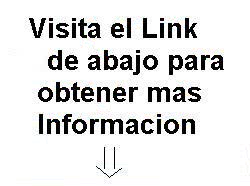 Visita el Link
de abajo para
obtener mas
Informacion